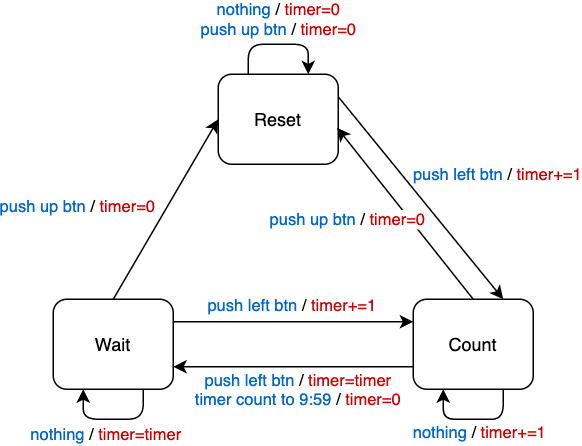 nothing / timer=0
push up btn / timer=0
Reset
push left btn / timer+=1
push up btn / timer=0
push up btn / timer=0
push left btn / timer+=1
Wait
Count
push left btn / timer=timer
timer count to 9:59 / timer=0
nothing / timer=timer
nothing / timer+=1